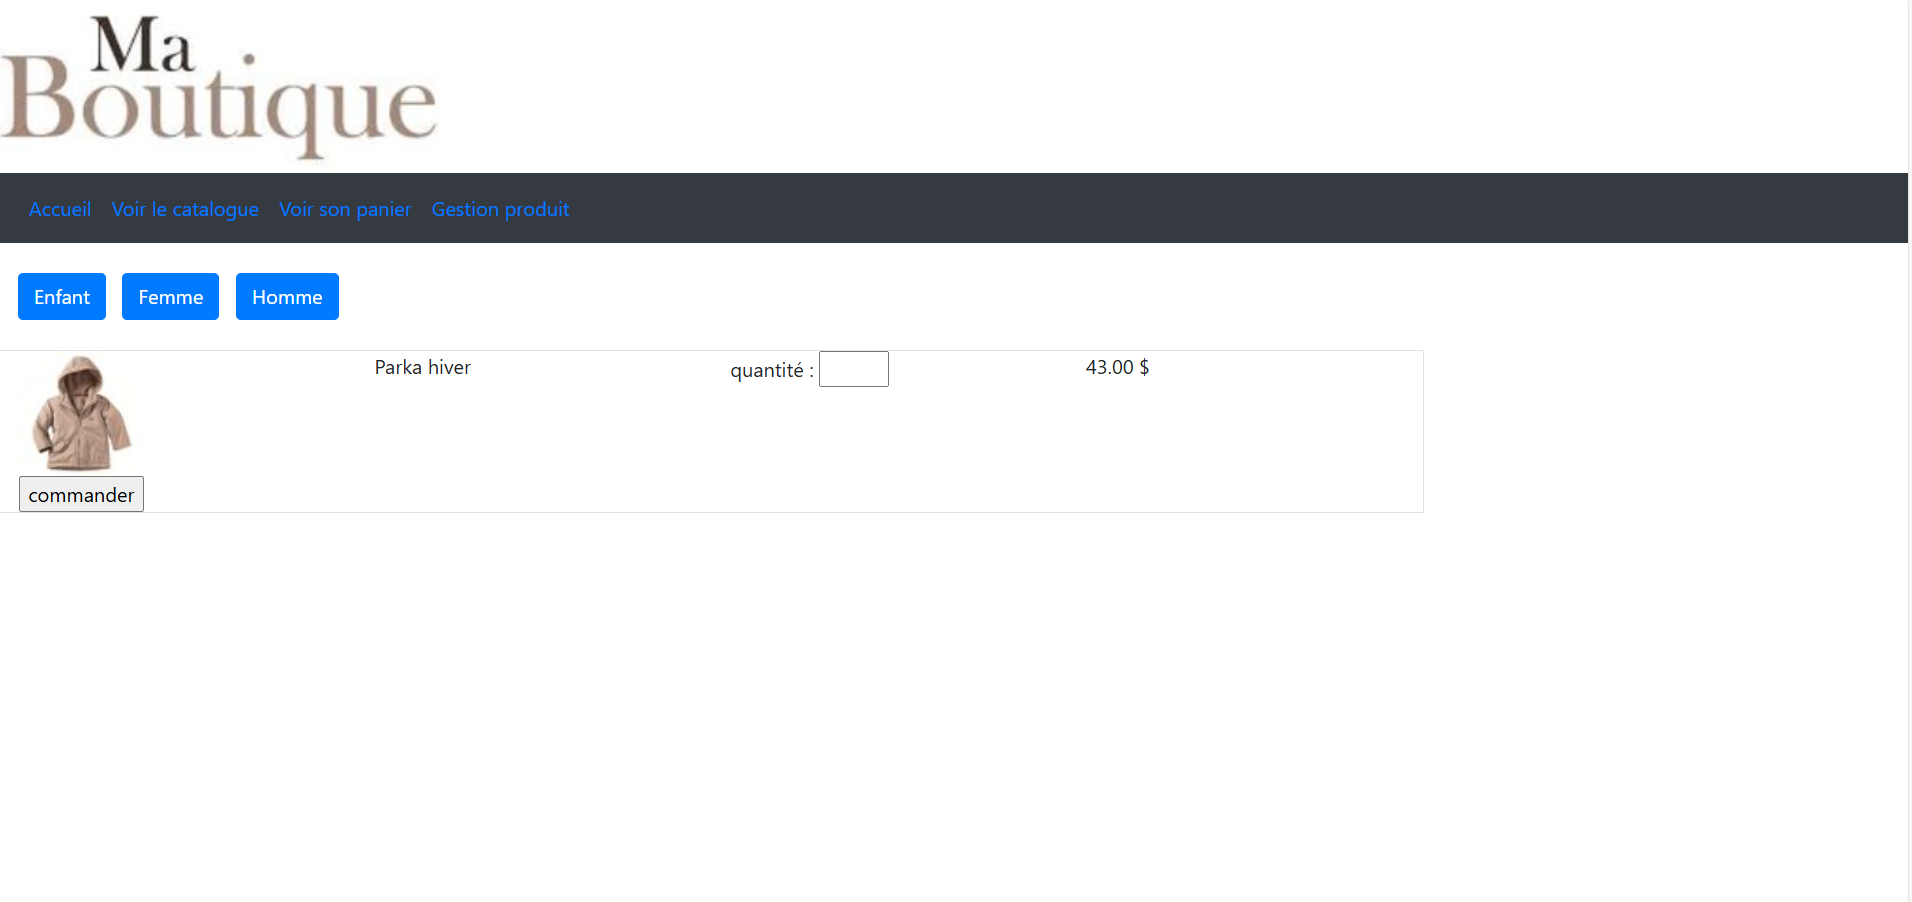 Ma
Boutique
Accueil Voir le catalogue Voir son panier Gestion produit
Enfant Femme Homme
Parka hiver quantité : 43.00 $
commander